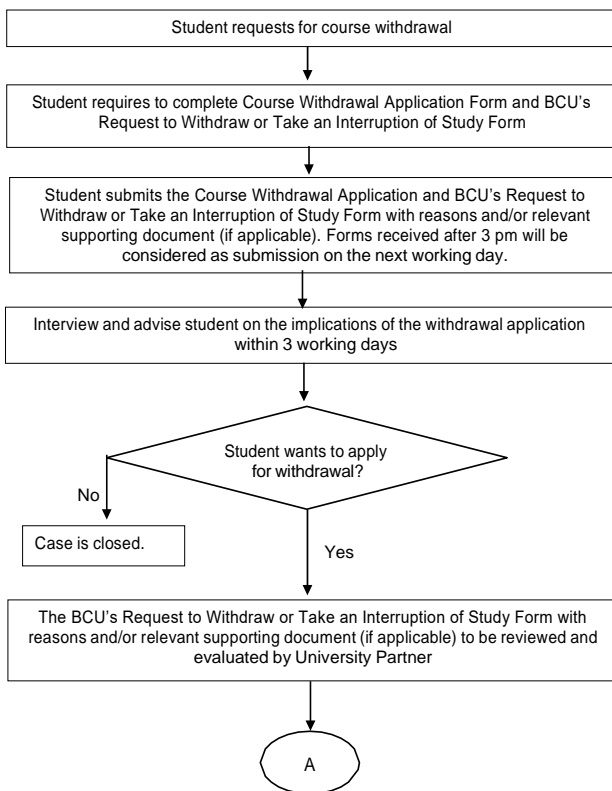 Student requests for course withdrawal
Student requires to complete Course Withdrawal Application Form and BCU's
Request to Withdraw or Take an Interruption of Study Form
Student submits the Course Withdrawal Application and BCU's Request to
Withdraw or Take an Interruption of Study Form with reasons and/or relevant
supporting document (if applicable). Forms received after 3 pm will be
considered as submission on the next working day.
Interview and advise student on the implications of the withdrawal application
within 3 working days
Student wants to apply
for withdrawal?
No
Case is closed.
Yes
The BCU's Request to Withdraw or Take an Interruption of Study Form with
reasons and/or relevant supporting document (if applicable) to be reviewed and
evaluated by University Partner
A